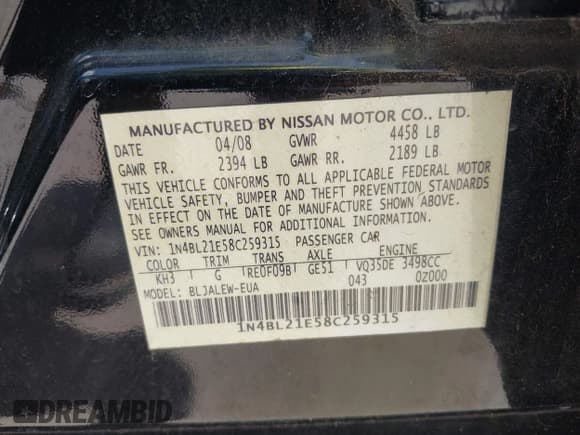 MANUFACTURED BY NISSAN MOTOR CO., LTD.
DATE 04/08 GVWR 4458 LB
GAWR FR. 2394 LB GAWR RR. 2189 LB
THIS VEHICLE CONFORMS TO ALL APPLICABLE FEDERAL MOTOR
VEHICLE SAFETY, BUMPER AND THEFT PREVENTION STANDARDS
IN EFFECT ON THE DATE OF MANUFACTURE SHOWN ABOVE.
SEE OWNERS MANUAL FOR ADDITIONAL INFORMATION.
VIN: 1N4BL21E58C259315 PASSENGER CAR
COLOR TRIM TRANS AXLE ENGINE
KH3 G RE0F09B GE51 VQ35DE 3498CC
MODEL: BLJALEW-EUA 043 0Z000
1N4BL21E58C259315
DREAMBID